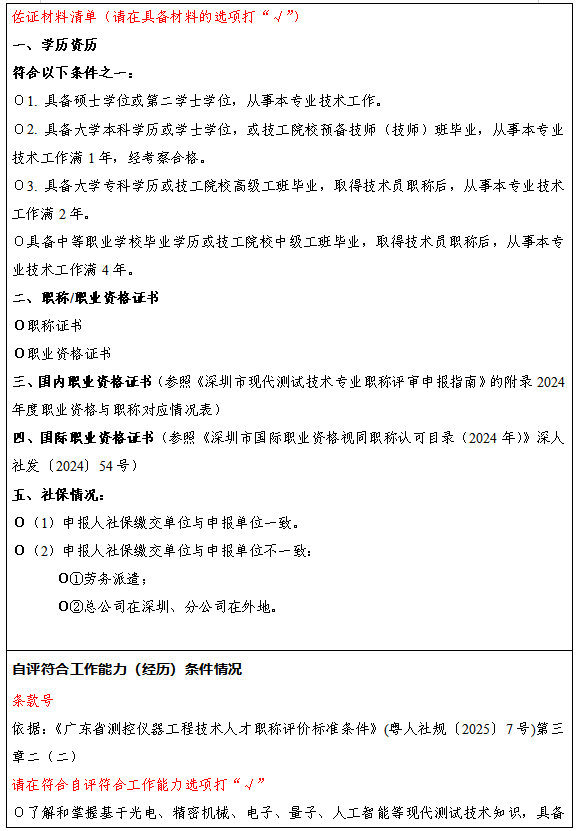 佐证材料清单（请在具备材料的选项打“√”）
一、学历资历
符合以下条件之一：
O1. 具备硕士学位或第二学士学位，从事本专业技术工作。
O2. 具备大学本科学历或学士学位，或技工院校预备技师（技师）班毕业，从事本专业
技术工作满 1 年，经考察合格。
O3. 具备大学专科学历或技工院校高级工班毕业，取得技术员职称后，从事本专业技术
工作满 2 年。
O具备中等职业学校毕业学历或技工院校中级工班毕业，取得技术员职称后，从事本专
业技术工作满 4 年。
二、职称/职业资格证书
O职称证书
O职业资格证书
三、国内职业资格证书（参照《深圳市现代测试技术专业职称评审申报指南》的附录 2024
年度职业资格与职称对应情况表）
四、国际职业资格证书（参照《深圳市国际职业资格视同职称认可目录（2024 年）》深人
社发〔2024〕54 号）
五、社保情况：
O（1）申报人社保缴交单位与申报单位一致。
O（2）申报人社保缴交单位与申报单位不一致：
O①劳务派遣；
O②总公司在深圳、分公司在外地。
自评符合工作能力（经历）条件情况
条款号
依据：《广东省测控仪器工程技术人才职称评价标准条件》(粤人社规〔2025〕7 号)第三
章二（二）
请在符合自评符合工作能力选项打“√”
O了解和掌握基于光电、精密机械、电子、量子、人工智能等现代测试技术知识，具备